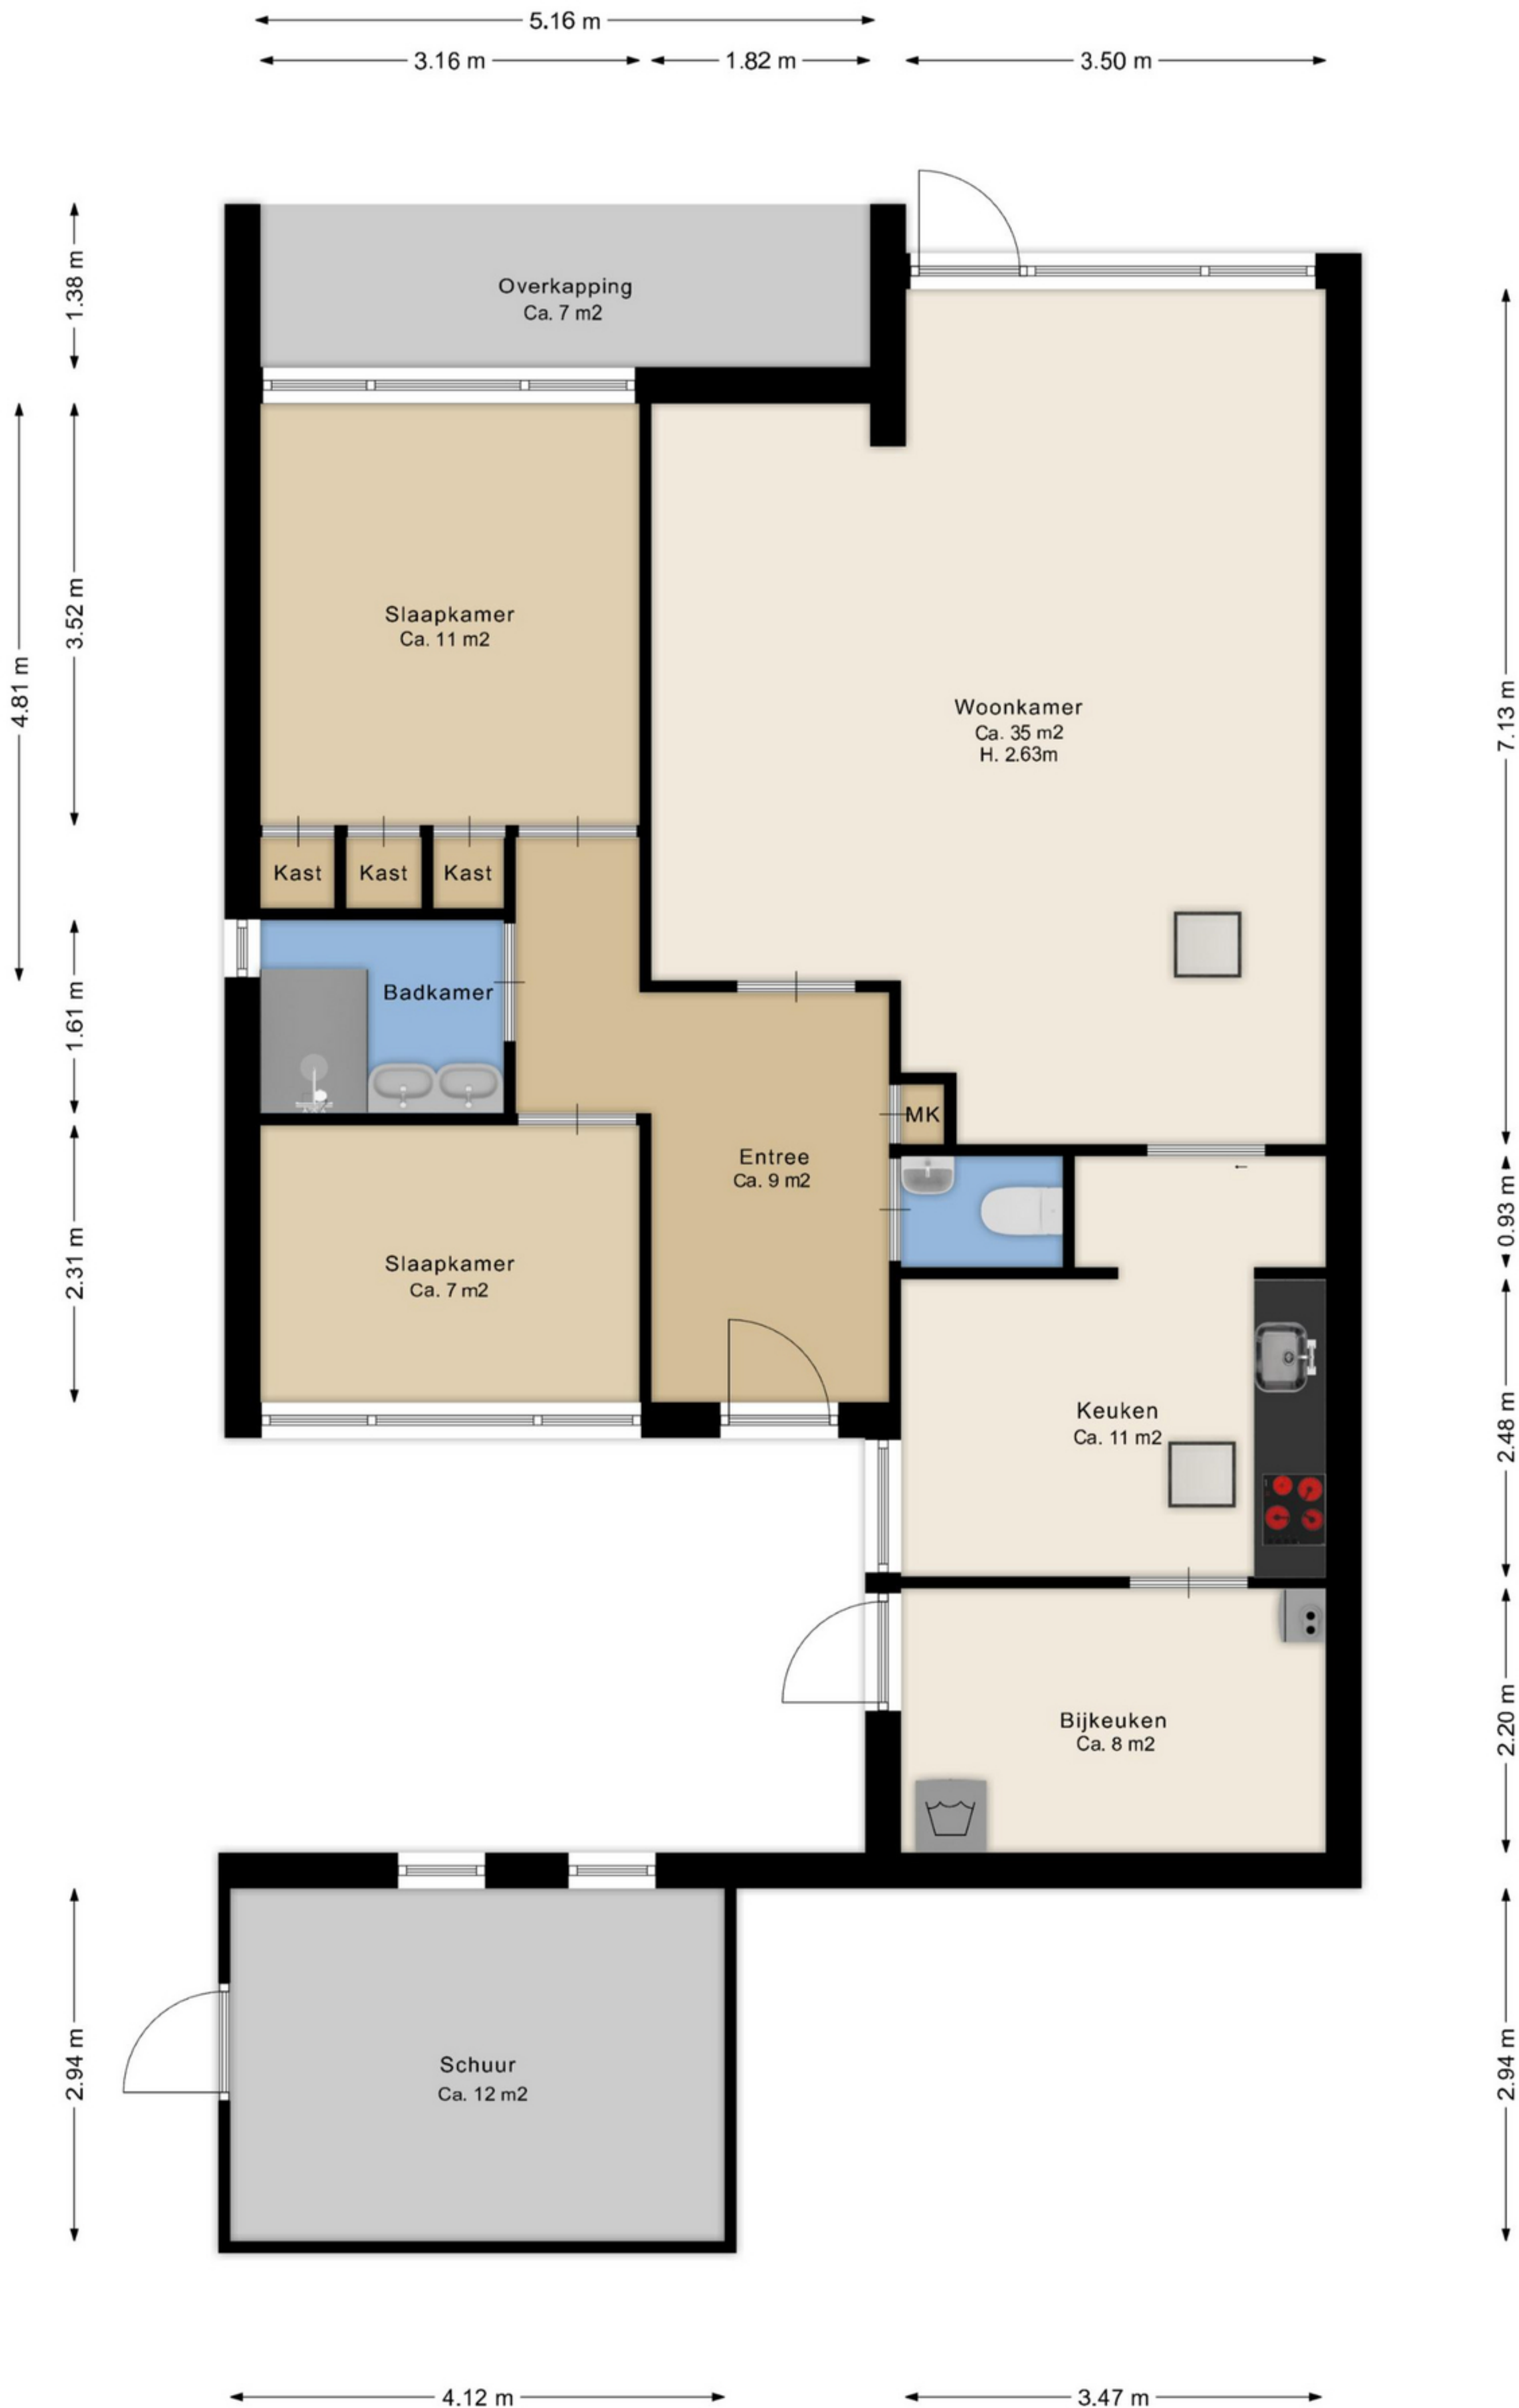 5.16 m
3.16 m
1.82 m
3.50 m
1.38 m
Overkapping
Ca. 7 m2
4.81 m
3.52 m
Slaapkamer
Ca. 11 m2
Woonkamer
Ca. 35 m2
H. 2.63m
7.13 m
Kast
Kast
Kast
1.61 m
Badkamer
MK
Entree
Ca. 9 m2
0.93 m
2.31 m
Slaapkamer
Ca. 7 m2
Keuken
Ca. 11 m2
2.48 m
Bijkeuken
Ca. 8 m2
2.20 m
2.94 m
Schuur
Ca. 12 m2
2.94 m
4.12 m
3.47 m